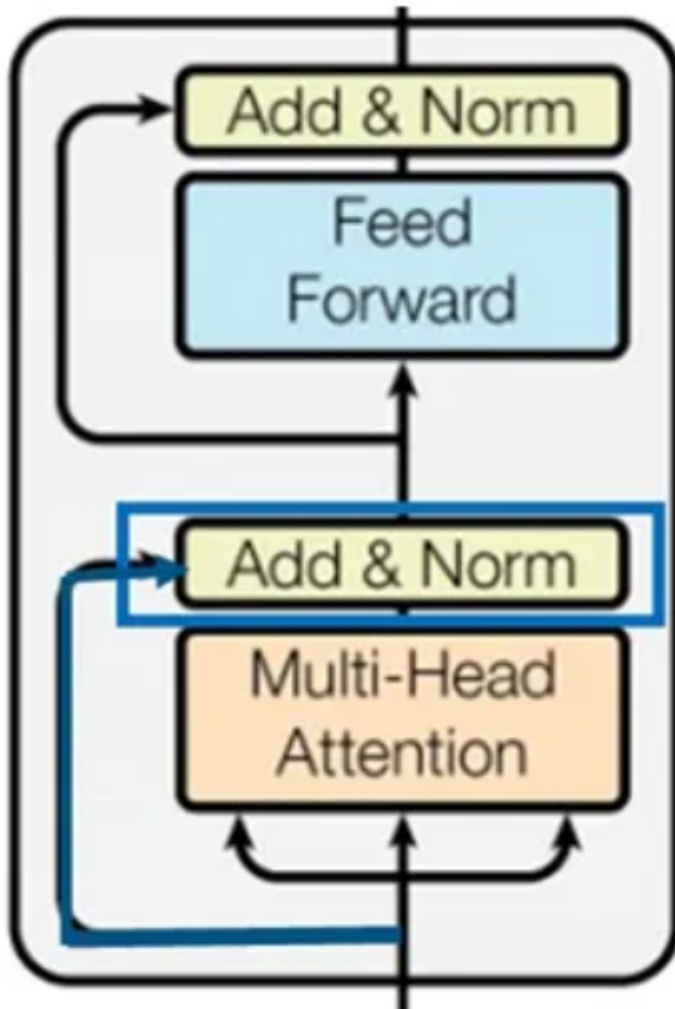 Add & Norm
Feed
Forward
Add & Norm
Multi-Head
Attention